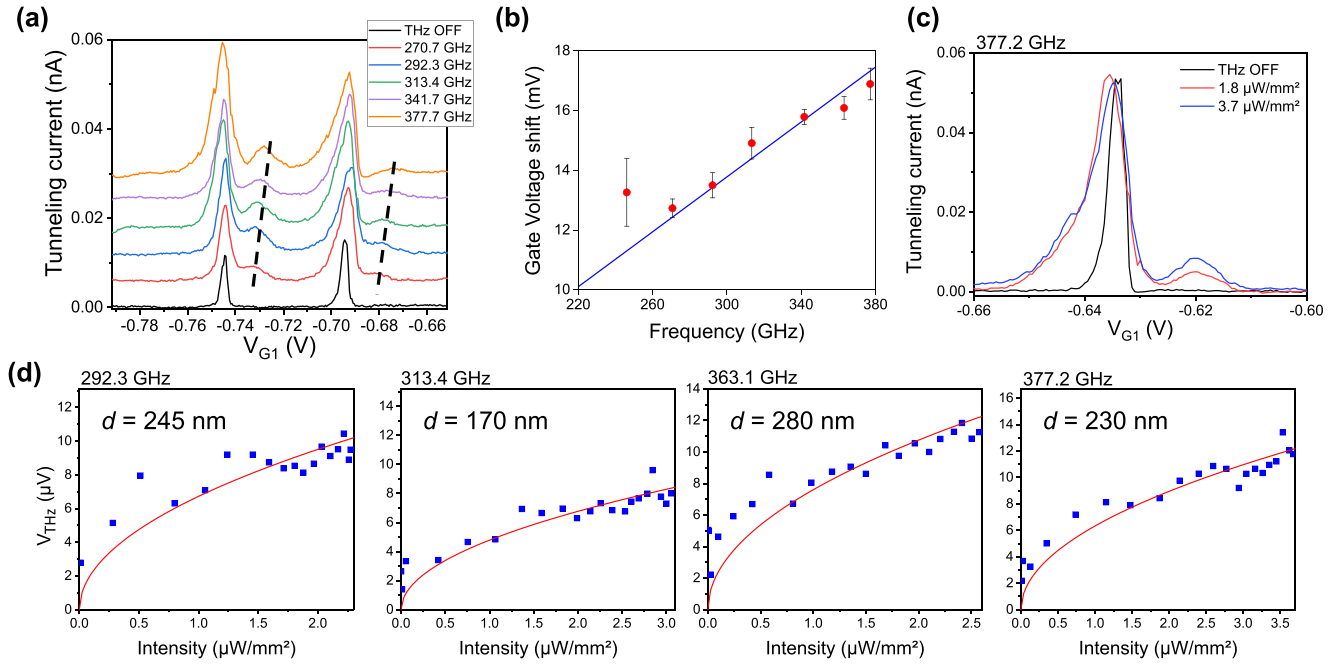 (a)
Tunneling current (nA)
0.06
0.04
0.02
0.00
THz OFF
270.7 GHz
292.3 GHz
313.4 GHz
341.7 GHz
377.7 GHz
-0.78 -0.76 -0.74 -0.72 -0.70 -0.68 -0.66
V_G1 (V)
(b)
Gate Voltage shift (mV)
18
16
14
12
10
220 260 300 340 380
Frequency (GHz)
(c)
377.2 GHz
Tunneling current (nA)
0.06
0.04
0.02
0.00
THz OFF
1.8 µW/mm²
3.7 µW/mm²
-0.66 -0.64 -0.62 -0.60
V_G1 (V)
(d)
292.3 GHz
d = 245 nm
V_THz (µV)
12
10
8
6
4
2
0
0.0 0.5 1.0 1.5 2.0
Intensity (µW/mm²)
313.4 GHz
d = 170 nm
14
12
10
8
6
4
2
0
0.0 0.5 1.0 1.5 2.0 2.5 3.0
Intensity (µW/mm²)
363.1 GHz
d = 280 nm
14
12
10
8
6
4
2
0
0.0 0.5 1.0 1.5 2.0 2.5
Intensity (µW/mm²)
377.2 GHz
d = 230 nm
16
14
12
10
8
6
4
2
0
0.0 0.5 1.0 1.5 2.0 2.5 3.0 3.5
Intensity (µW/mm²)